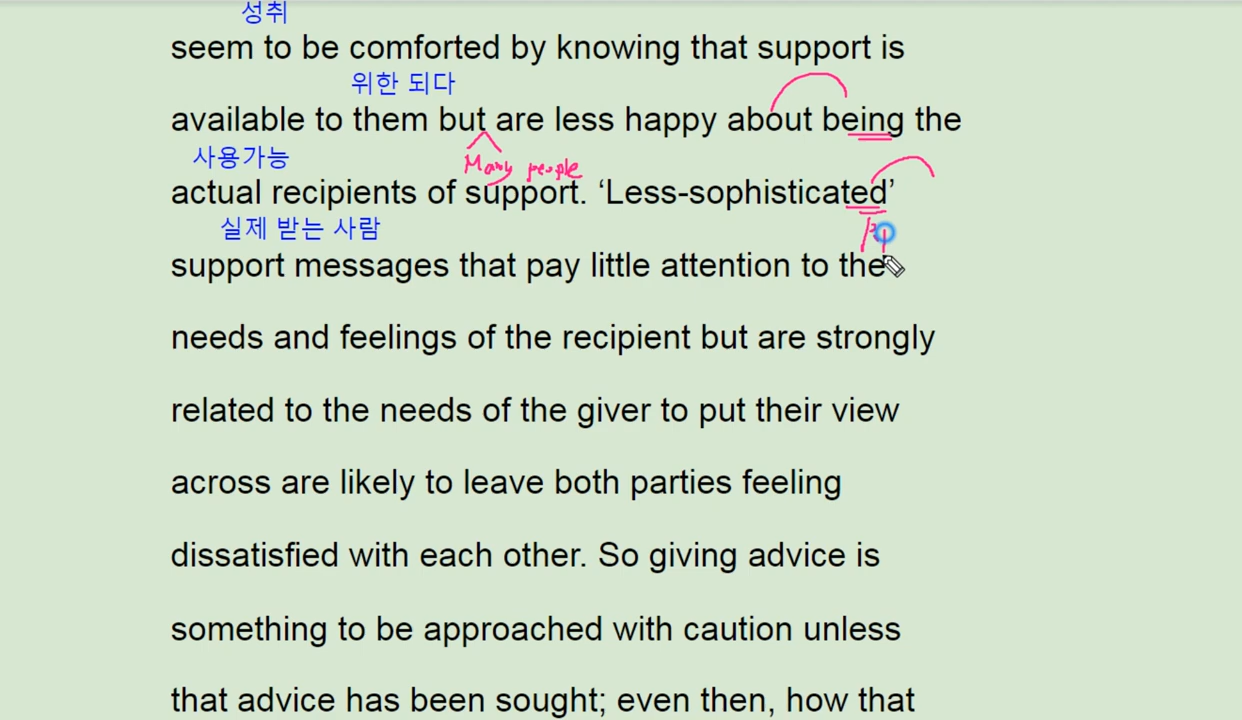 성취
seem to be comforted by knowing that support is
위한 되다
available to them but are less happy about being the
사용가능
Many people
actual recipients of support. ‘Less-sophisticated’
실제 받는 사람
support messages that pay little attention to the
needs and feelings of the recipient but are strongly
related to the needs of the giver to put their view
across are likely to leave both parties feeling
dissatisfied with each other. So giving advice is
something to be approached with caution unless
that advice has been sought; even then, how that